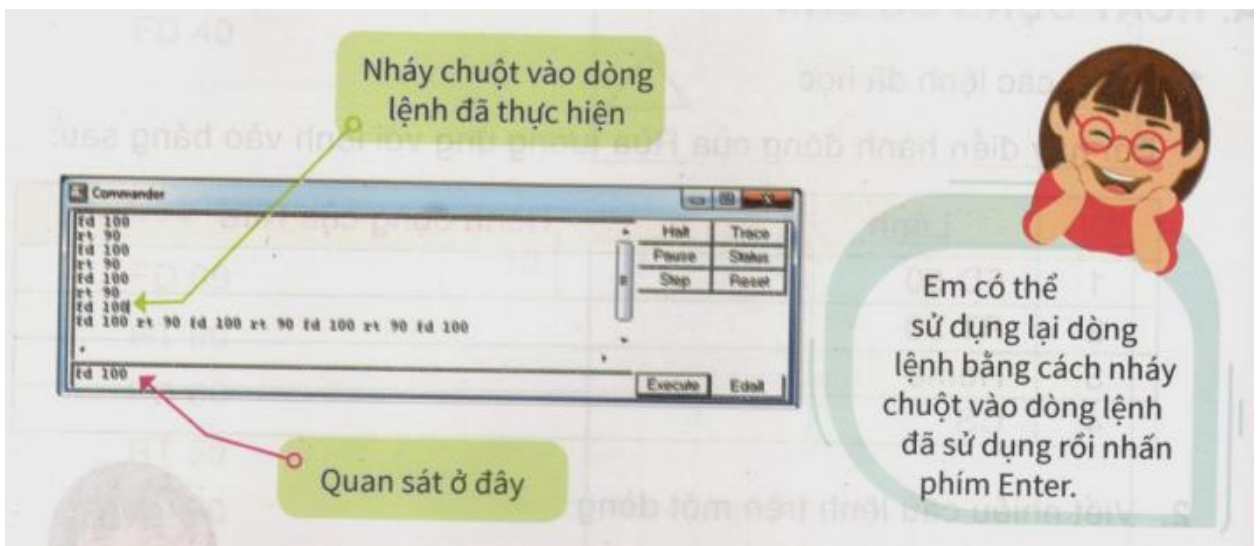 Nháy chuột vào dòng
lệnh đã thực hiện
Commander
fd 100
rt 90
fd 100
rt 90
fd 100
rt 90
fd 100
fd 100 rt 90 fd 100 rt 90 fd 100 rt 90 fd 100
Halt Trace
Pause Status
Step Reset
fd 100
Execute Edall
Quan sát ở đây
Em có thể
sử dụng lại dòng
lệnh bằng cách nháy
chuột vào dòng lệnh
đã sử dụng rồi nhấn
phím Enter.